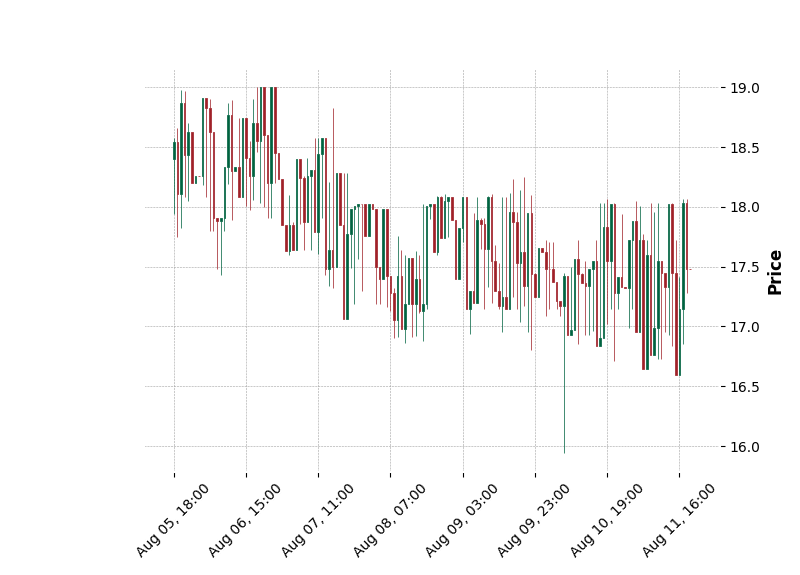 19.0
18.5
18.0
17.5
17.0
16.5
16.0
Price
Aug 05, 18:00
Aug 06, 15:00
Aug 07, 11:00
Aug 08, 07:00
Aug 09, 03:00
Aug 09, 23:00
Aug 10, 19:00
Aug 11, 16:00